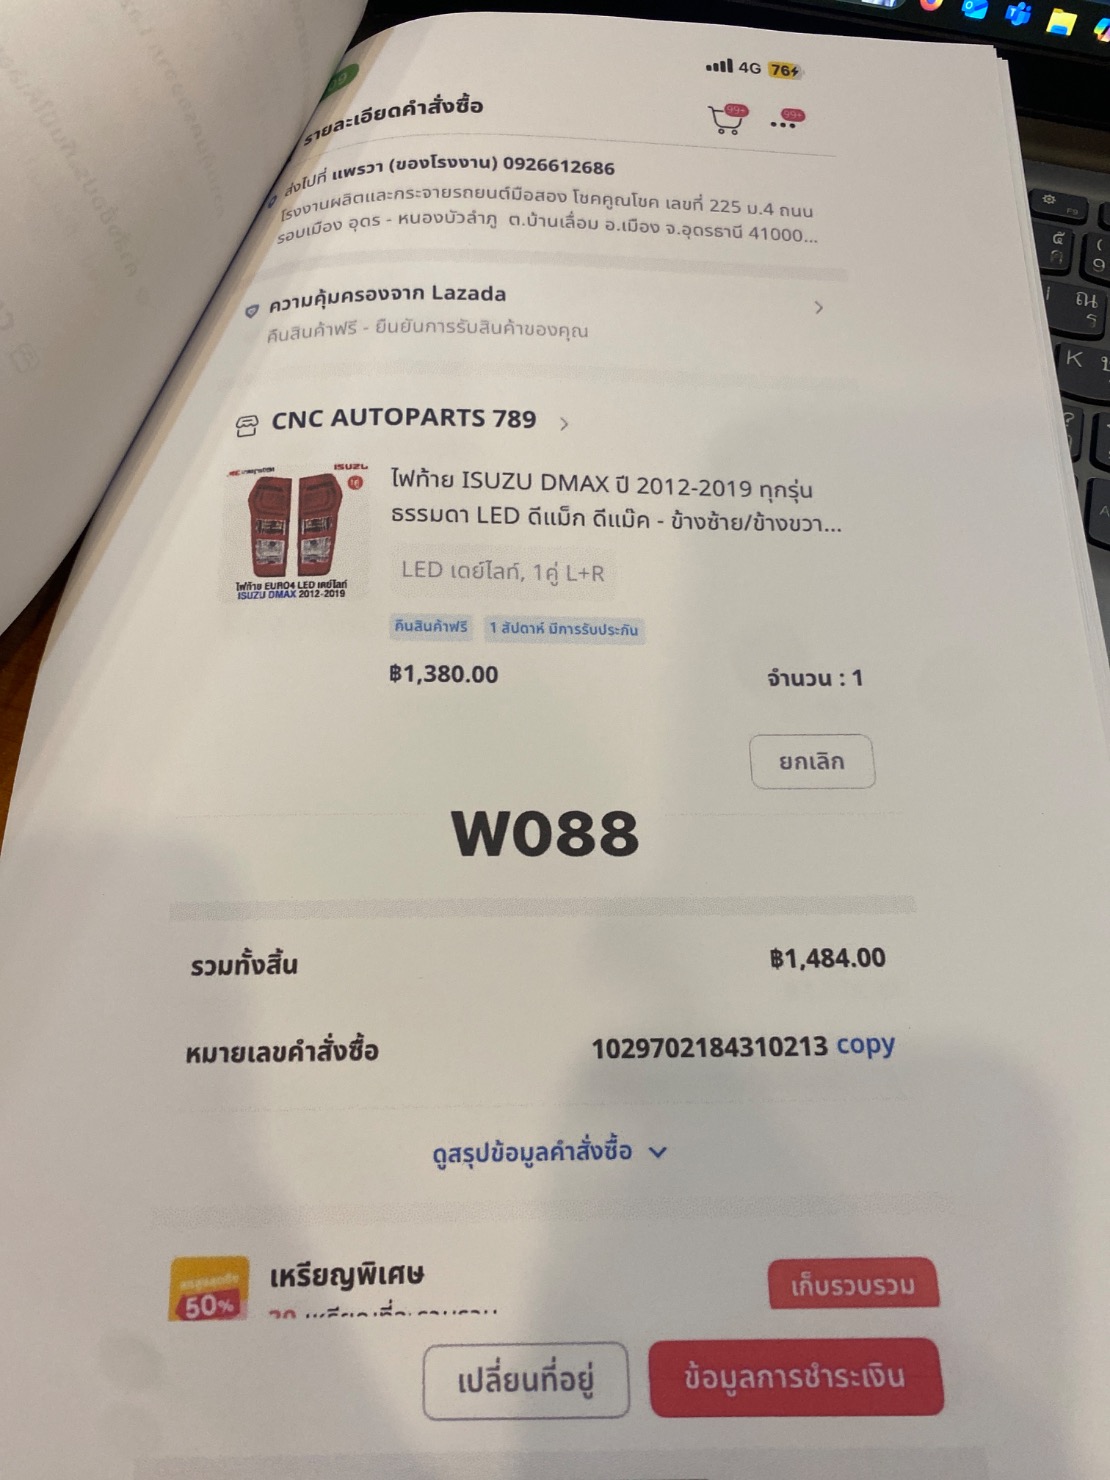 4G 76
รายละเอียดคำสั่งซื้อ
99+
99+
ส่งไปที่ แพรวา (ของโรงงาน) 0926612686
โรงงานผลิตและกระจายรถยนต์มือสอง โชคคูณโชค เลขที่ 225 ม.4 ถนน
รอบเมือง อุดร - หนองบัวลำภู ต.บ้านเลื่อม อ.เมือง จ.อุดรธานี 41000...
ความคุ้มครองจาก Lazada
คืนสินค้าฟรี - ยืนยันการรับสินค้าของคุณ
CNC AUTOPARTS 789
ISUZU
1คู่
ไฟท้าย EURO4 LED เดย์ไลท์
ISUZU DMAX 2012-2019
ไฟท้าย ISUZU DMAX ปี 2012-2019 ทุกรุ่น
ธรรมดา LED ดีแม็ก ดีแม๊ค - ข้างซ้าย/ข้างขวา...
LED เดย์ไลท์, 1คู่ L+R
คืนสินค้าฟรี 1 สัปดาห์ มีการรับประกัน
฿1,380.00 จำนวน : 1
ยกเลิก
W088
รวมทั้งสิ้น ฿1,484.00
หมายเลขคำสั่งซื้อ 1029702184310213 copy
ดูสรุปข้อมูลคำสั่งซื้อ
50%
เหรียญพิเศษ
เก็บรวบรวม
เปลี่ยนที่อยู่ ข้อมูลการชำระเงิน